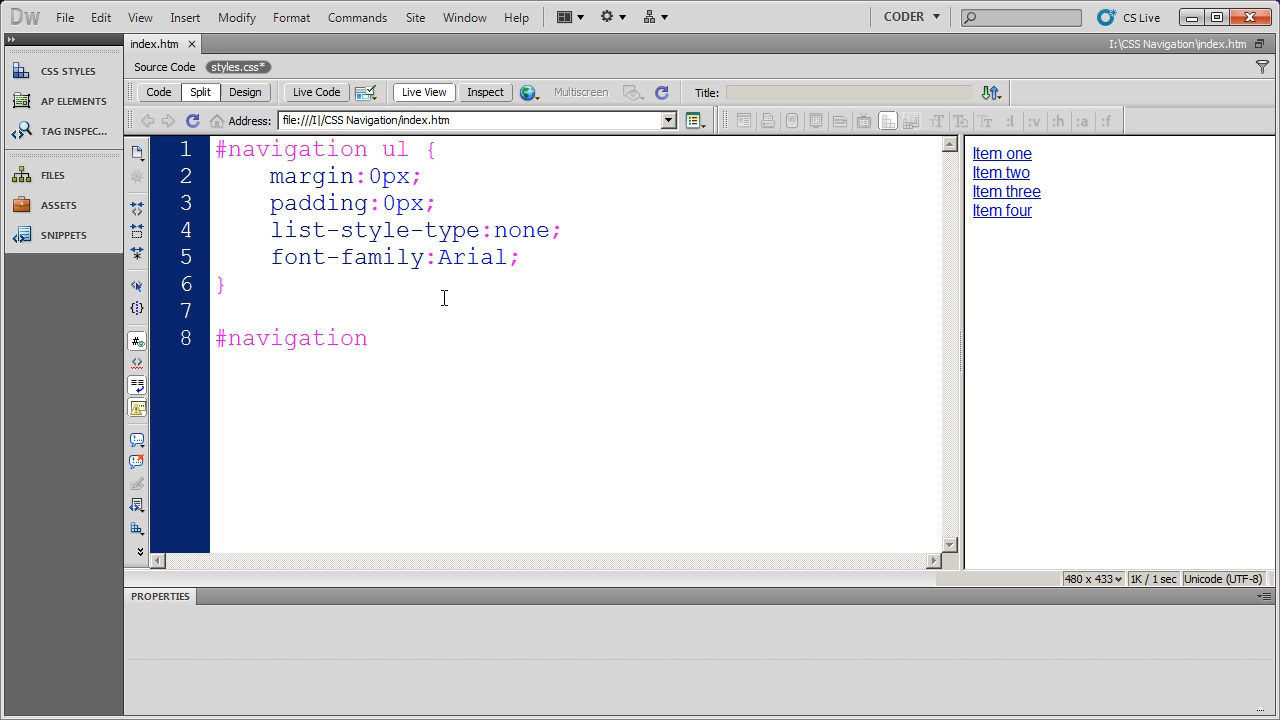 Dw File Edit View Insert Modify Format Commands Site Window Help CODER CS Live
index.htm I:\CSS Navigation\index.htm
Source Code styles.css*
Code Split Design Live Code Live View Inspect Multiscreen Title:
Address: file:///I|/CSS Navigation/index.htm
CSS STYLES
AP ELEMENTS
TAG INSPEC...
FILES
ASSETS
SNIPPETS
1 #navigation ul {
2 margin:0px;
3 padding:0px;
4 list-style-type:none;
5 font-family:Arial;
6 }
7
8 #navigation
Item one
Item two
Item three
Item four
480 x 433 1K / 1 sec Unicode (UTF-8)
PROPERTIES